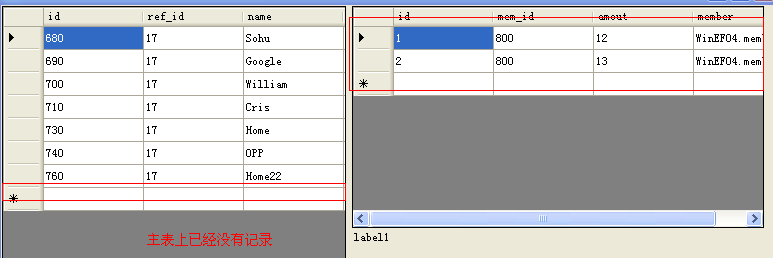 id ref_id name
680 17 Sohu
690 17 Google
700 17 William
710 17 Cris
730 17 Home
740 17 OPP
760 17 Home22
主表上已经没有记录
id mem_id amout member
1 800 12 WinEF04.mem
2 800 13 WinEF04.mem
label1